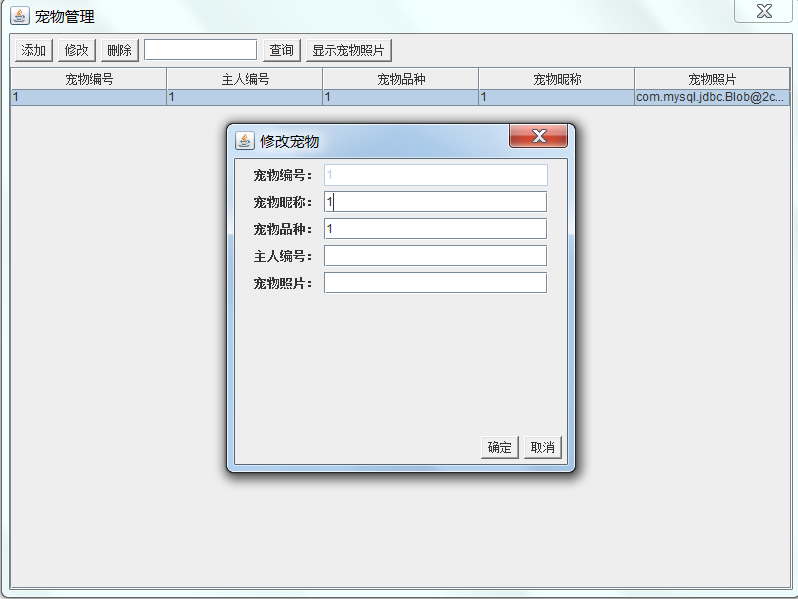 宠物管理
添加 修改 删除 查询 显示宠物照片
宠物编号 主人编号 宠物品种 宠物昵称 宠物照片
1 1 1 1 com.mysql.jdbc.Blob@2c...
修改宠物
宠物编号： 1
宠物昵称： 1
宠物品种： 1
主人编号：
宠物照片：
确定 取消